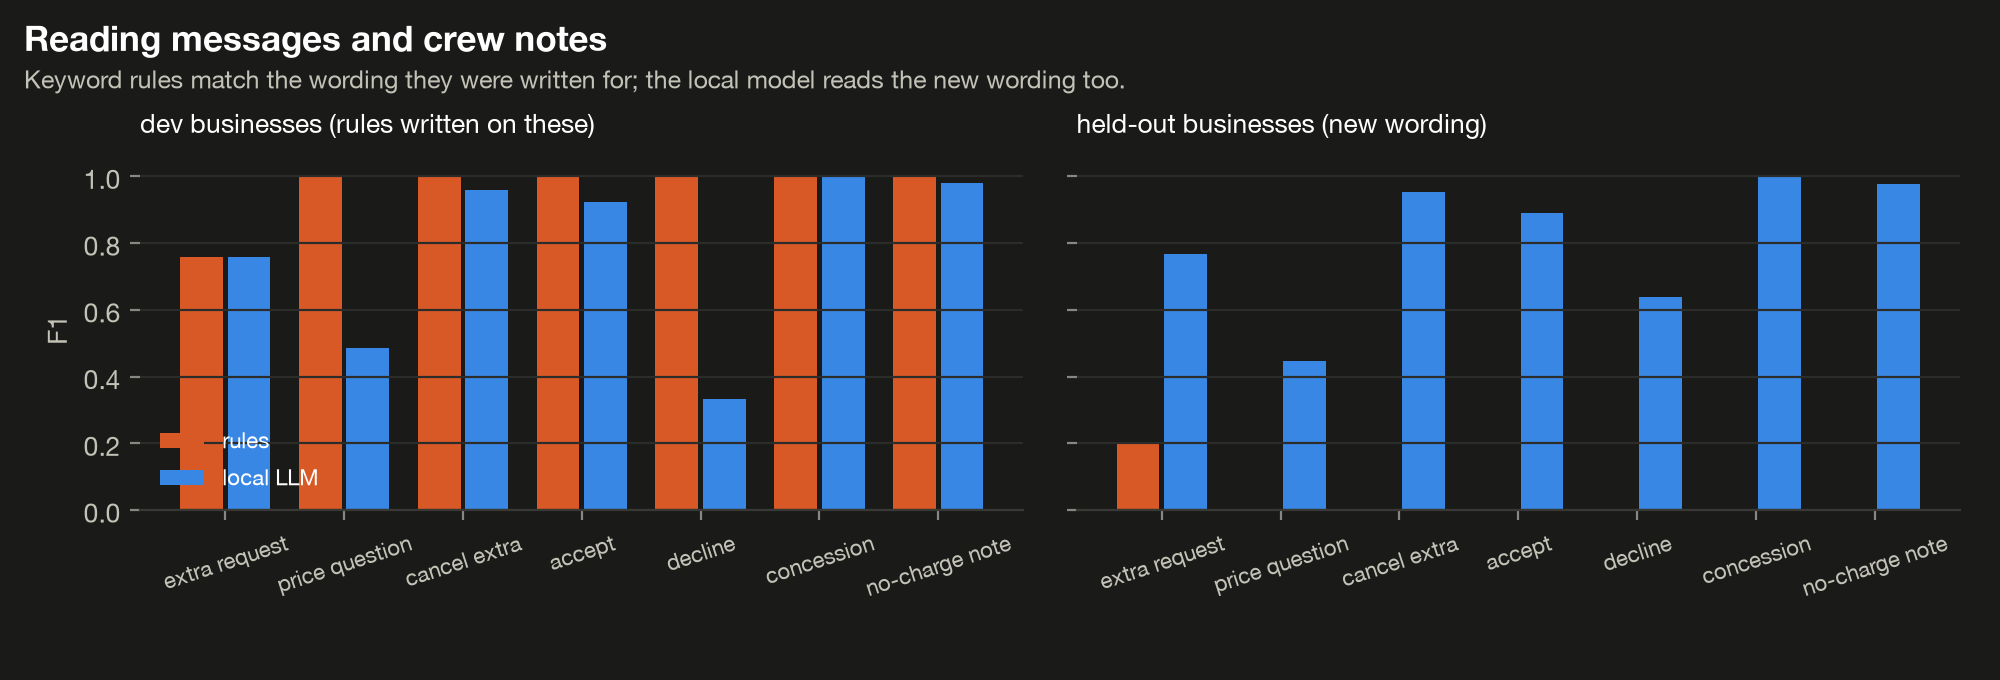 Reading messages and crew notes
Keyword rules match the wording they were written for; the local model reads the new wording too.
dev businesses (rules written on these)
held-out businesses (new wording)
1.0
0.8
0.6
0.4
0.2
0.0
F1
rules
local LLM
extra request
price question
cancel extra
accept
decline
concession
no-charge note
extra request
price question
cancel extra
accept
decline
concession
no-charge note